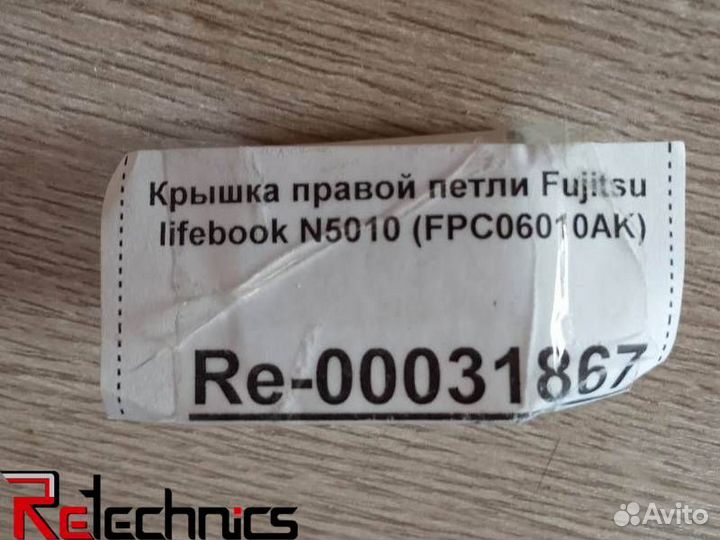 Крышка правой петли Fujitsu
lifebook N5010 (FPC06010AK)
Re-00031867
ReTechnics
Avito